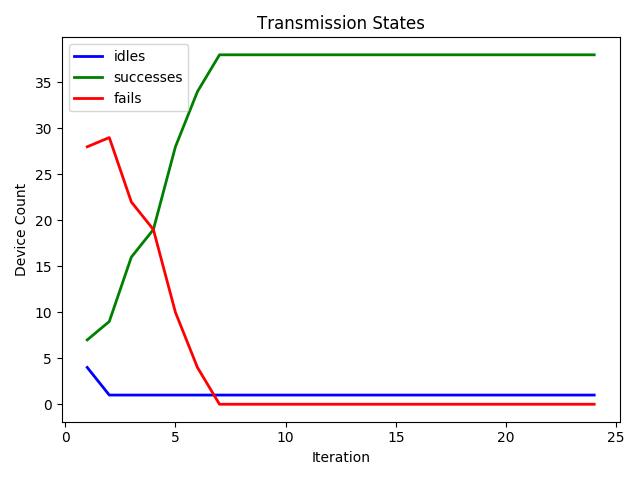 Transmission States
idles
successes
fails
Device Count
35
30
25
20
15
10
5
0
0 5 10 15 20 25
Iteration